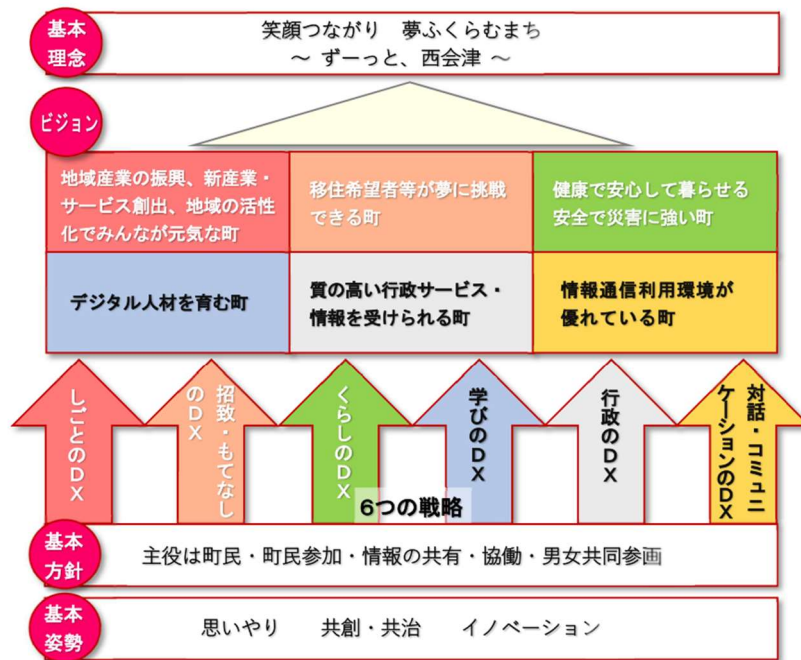 基本
理念
笑顔つながり　夢ふくらむまち
～ ずーっと、西会津 ～
ビジョン
地域産業の振興、新産業・
サービス創出、地域の活性
化でみんなが元気な町
移住希望者等が夢に挑戦
できる町
健康で安心して暮らせる
安全で災害に強い町
デジタル人材を育む町
質の高い行政サービス・
情報を受けられる町
情報通信利用環境が
優れている町
しごとのＤＸ
招致・もてなし
のＤＸ
くらしのＤＸ
学びのＤＸ
行政のＤＸ
対話・コミュニ
ケーションのＤＸ
６つの戦略
基本
方針
主役は町民・町民参加・情報の共有・協働・男女共同参画
基本
姿勢
思いやり　　共創・共治　　イノベーション